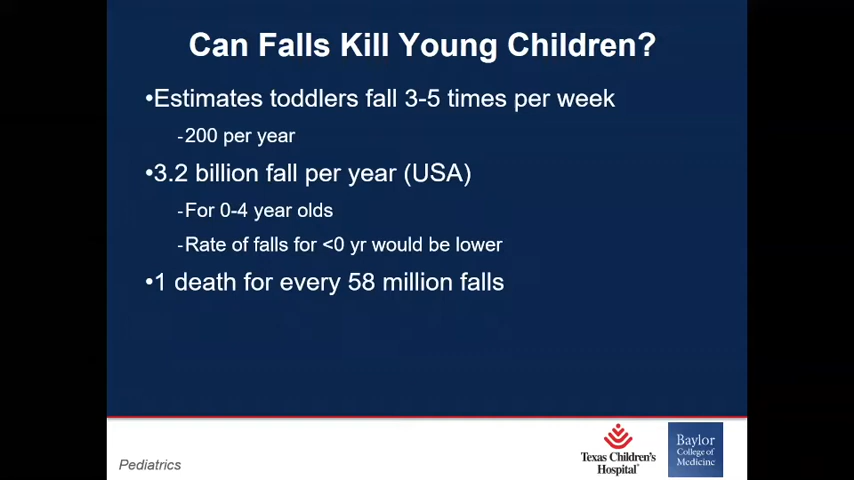 Can Falls Kill Young Children?
•Estimates toddlers fall 3-5 times per week
-200 per year
•3.2 billion fall per year (USA)
-For 0-4 year olds
-Rate of falls for <0 yr would be lower
•1 death for every 58 million falls
Pediatrics
Texas Children's
Hospital
Baylor
College of
Medicine